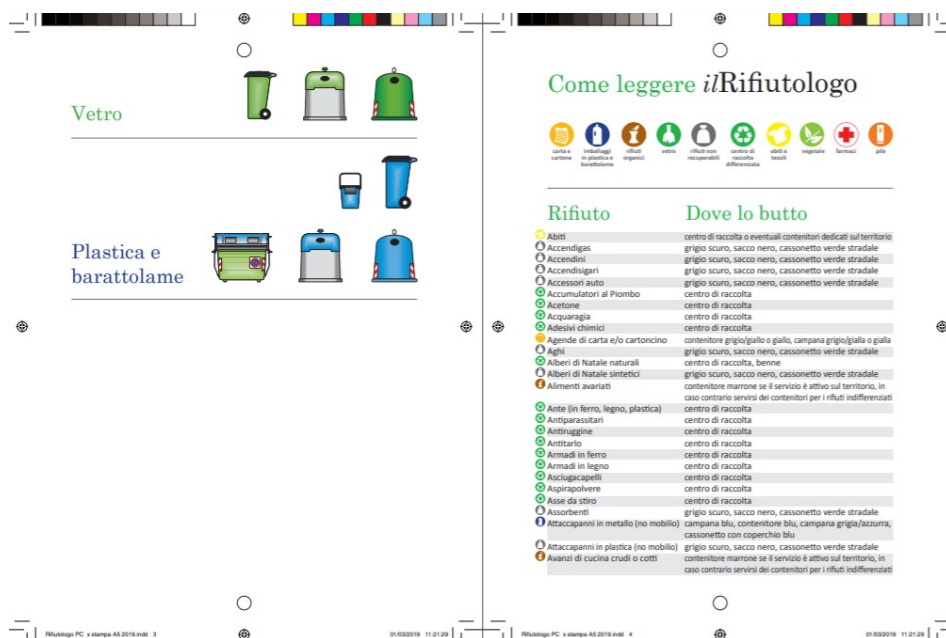 Vetro
Plastica e
barattolame
Rifiutologo PC x stampa A5 2019.indd 3
01/03/2019 11:21:29
Come leggere ilRifiutologo
carta e
cartone
imballaggi
in plastica e
barattolame
rifiuti
organici
vetro
rifiuti non
recuperabili
centro di
raccolta
differenziata
abiti e
tessili
vegetale
farmaci
pile
Rifiuto Dove lo butto
Abiti centro di raccolta o eventuali contenitori dedicati sul territorio
Accendigas grigio scuro, sacco nero, cassonetto verde stradale
Accendini grigio scuro, sacco nero, cassonetto verde stradale
Accendisigari grigio scuro, sacco nero, cassonetto verde stradale
Accessori auto grigio scuro, sacco nero, cassonetto verde stradale
Accumulatori al Piombo centro di raccolta
Acetone centro di raccolta
Acquaragia centro di raccolta
Adesivi chimici centro di raccolta
Agende di carta e/o cartoncino contenitore grigio/giallo o giallo, campana grigio/gialla o gialla
Aghi grigio scuro, sacco nero, cassonetto verde stradale
Alberi di Natale naturali centro di raccolta, benne
Alberi di Natale sintetici grigio scuro, sacco nero, cassonetto verde stradale
Alimenti avariati contenitore marrone se il servizio è attivo sul territorio, in
caso contrario servirsi dei contenitori per i rifiuti indifferenziati
Ante (in ferro, legno, plastica) centro di raccolta
Antiparassitari centro di raccolta
Antiruggine centro di raccolta
Antitarlo centro di raccolta
Armadi in ferro centro di raccolta
Armadi in legno centro di raccolta
Asciugacapelli centro di raccolta
Aspirapolvere centro di raccolta
Asse da stiro centro di raccolta
Assorbenti grigio scuro, sacco nero, cassonetto verde stradale
Attaccapanni in metallo (no mobilio) campana blu, contenitore blu, campana grigia/azzurra,
cassonetto con coperchio blu
Attaccapanni in plastica (no mobilio) grigio scuro, sacco nero, cassonetto verde stradale
Avanzi di cucina crudi o cotti contenitore marrone se il servizio è attivo sul territorio, in
caso contrario servirsi dei contenitori per i rifiuti indifferenziati
Rifiutologo PC x stampa A5 2019.indd 4
01/03/2019 11:21:29